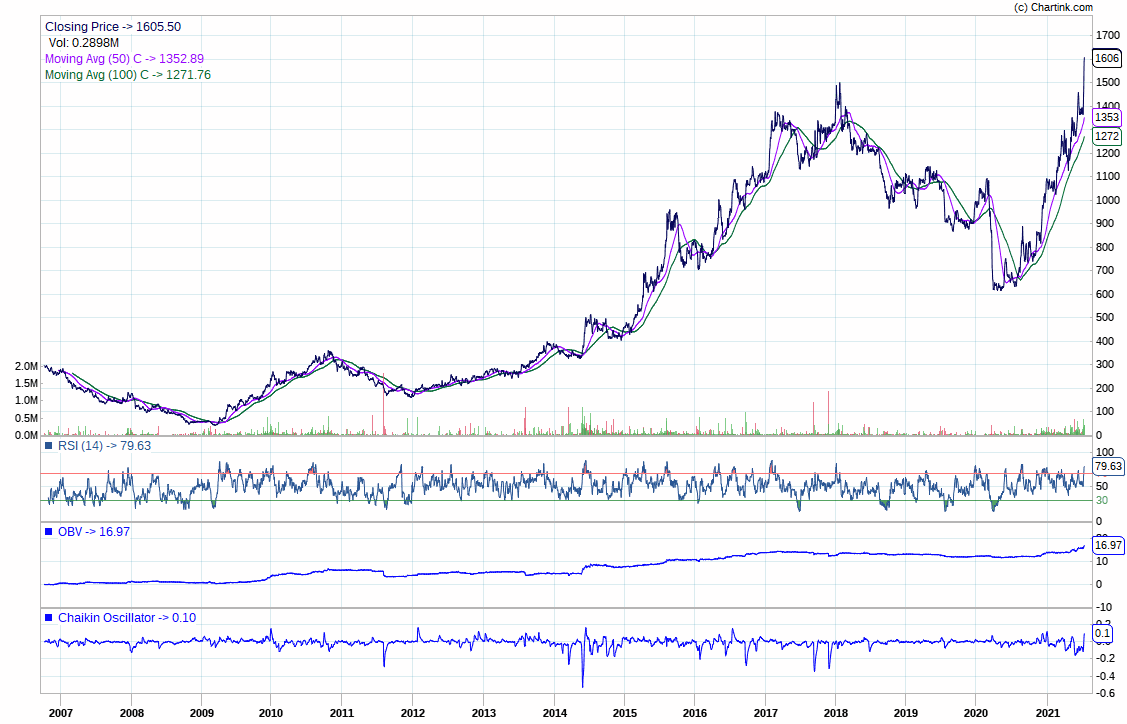 (c) Chartink.com
Closing Price -> 1605.50
Vol: 0.2898M
Moving Avg (50) C -> 1352.89
Moving Avg (100) C -> 1271.76
1700
1606
1500
1400
1353
1272
1200
1100
1000
900
800
700
600
500
400
300
200
100
0
2.0M
1.5M
1.0M
0.5M
0.0M
RSI (14) -> 79.63
100
79.63
50
30
0
OBV -> 16.97
16.97
10
0
-10
Chaikin Oscillator -> 0.10
0.1
-0.2
-0.4
-0.6
2007 2008 2009 2010 2011 2012 2013 2014 2015 2016 2017 2018 2019 2020 2021